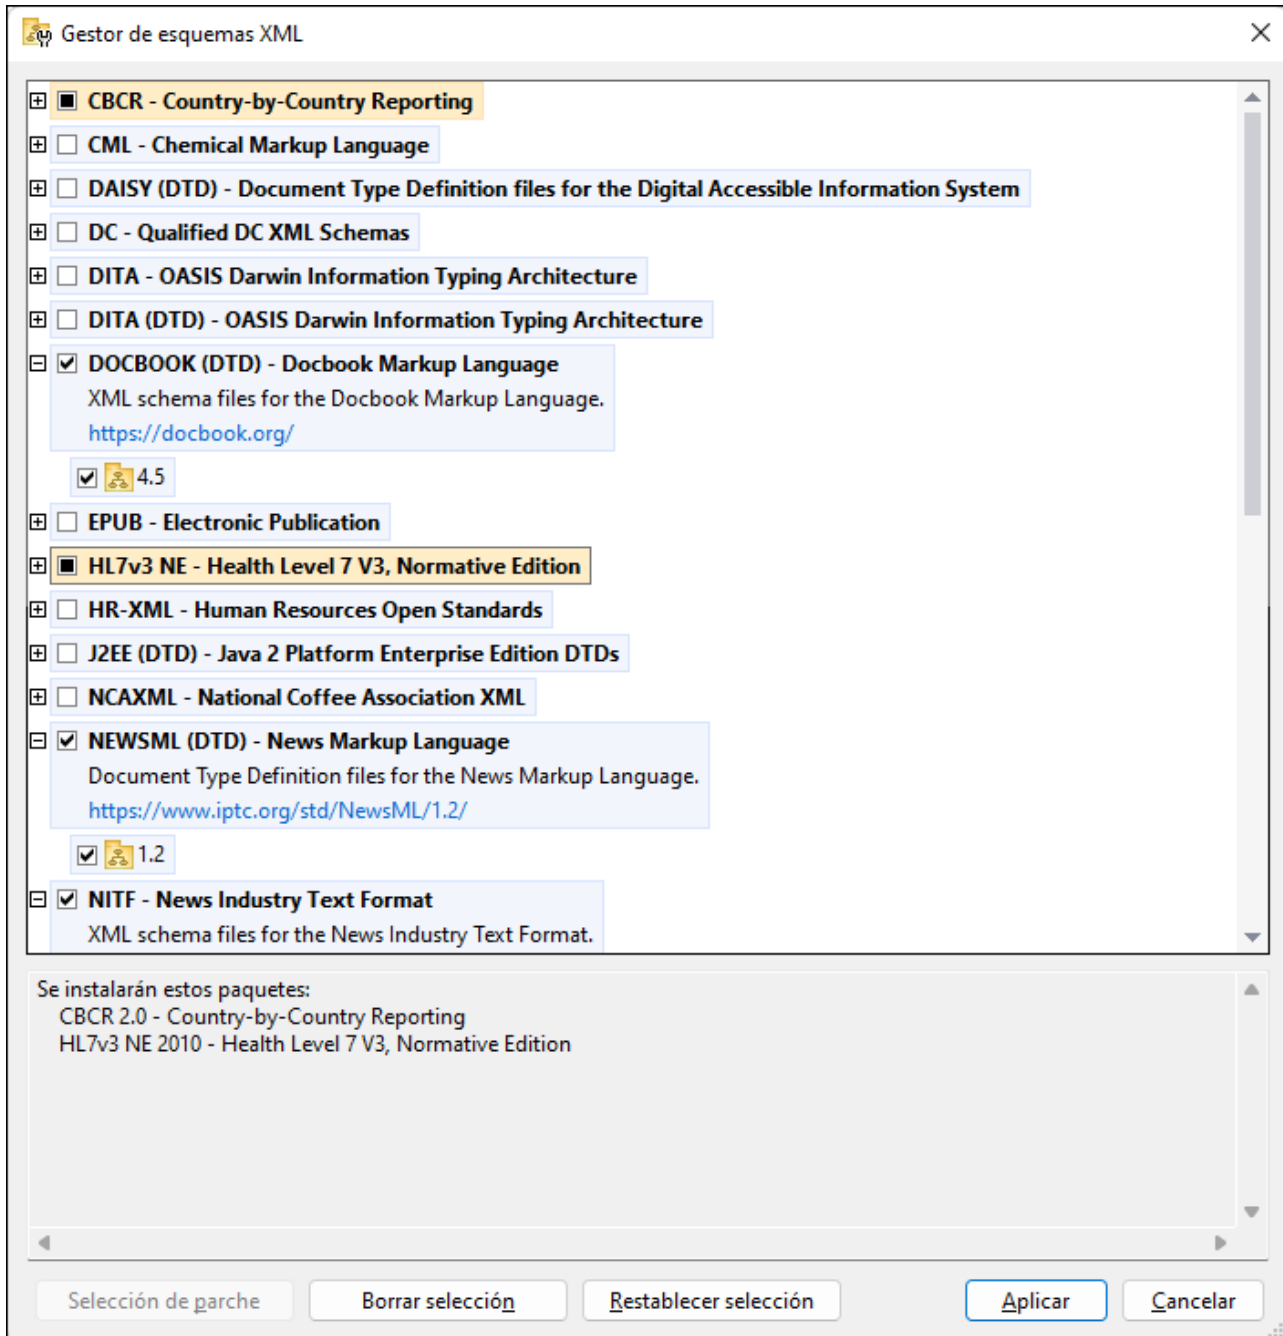 Gestor de esquemas XML
CBCR - Country-by-Country Reporting
CML - Chemical Markup Language
DAISY (DTD) - Document Type Definition files for the Digital Accessible Information System
DC - Qualified DC XML Schemas
DITA - OASIS Darwin Information Typing Architecture
DITA (DTD) - OASIS Darwin Information Typing Architecture
DOCBOOK (DTD) - Docbook Markup Language
XML schema files for the Docbook Markup Language.
https://docbook.org/
4.5
EPUB - Electronic Publication
HL7v3 NE - Health Level 7 V3, Normative Edition
HR-XML - Human Resources Open Standards
J2EE (DTD) - Java 2 Platform Enterprise Edition DTDs
NCAXML - National Coffee Association XML
NEWSML (DTD) - News Markup Language
Document Type Definition files for the News Markup Language.
https://www.iptc.org/std/NewsML/1.2/
1.2
NITF - News Industry Text Format
XML schema files for the News Industry Text Format.
Se instalarán estos paquetes:
CBCR 2.0 - Country-by-Country Reporting
HL7v3 NE 2010 - Health Level 7 V3, Normative Edition
Selección de parche Borrar selección Restablecer selección Aplicar Cancelar